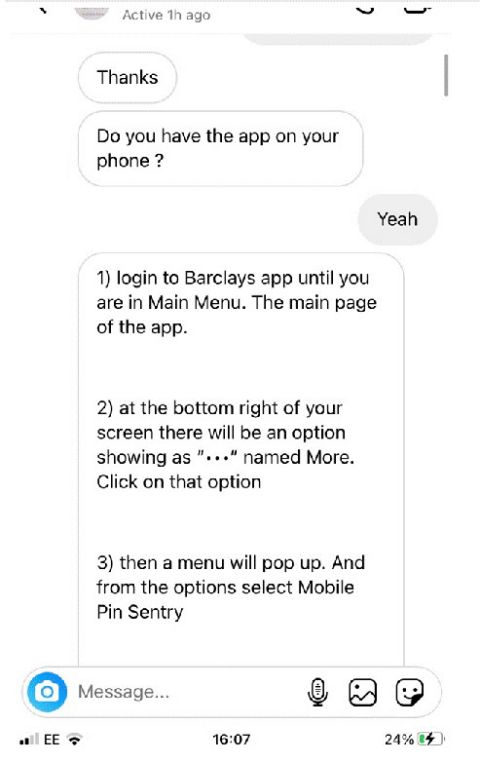 Active 1h ago
Thanks
Do you have the app on your
phone ?
Yeah
1) login to Barclays app until you
are in Main Menu. The main page
of the app.
2) at the bottom right of your
screen there will be an option
showing as "•••" named More.
Click on that option
3) then a menu will pop up. And
from the options select Mobile
Pin Sentry
Message...
EE 16:07 24%